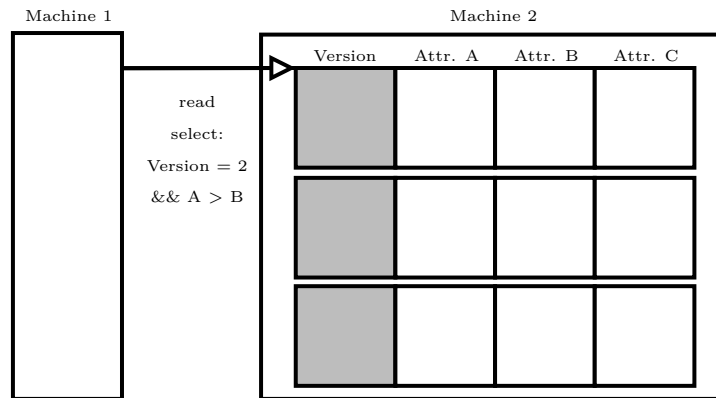 Machine 1
Machine 2
Version Attr. A Attr. B Attr. C
read
select:
Version = 2
&& A > B